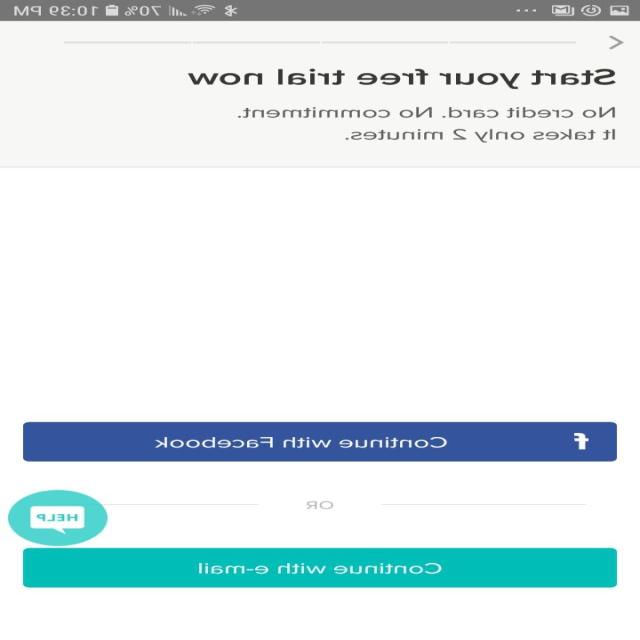 70% 10:39 PM
Start your free trial now
No credit card. No commitment.
It takes only 2 minutes.
f Continue with Facebook
OR
HELP
Continue with e-mail